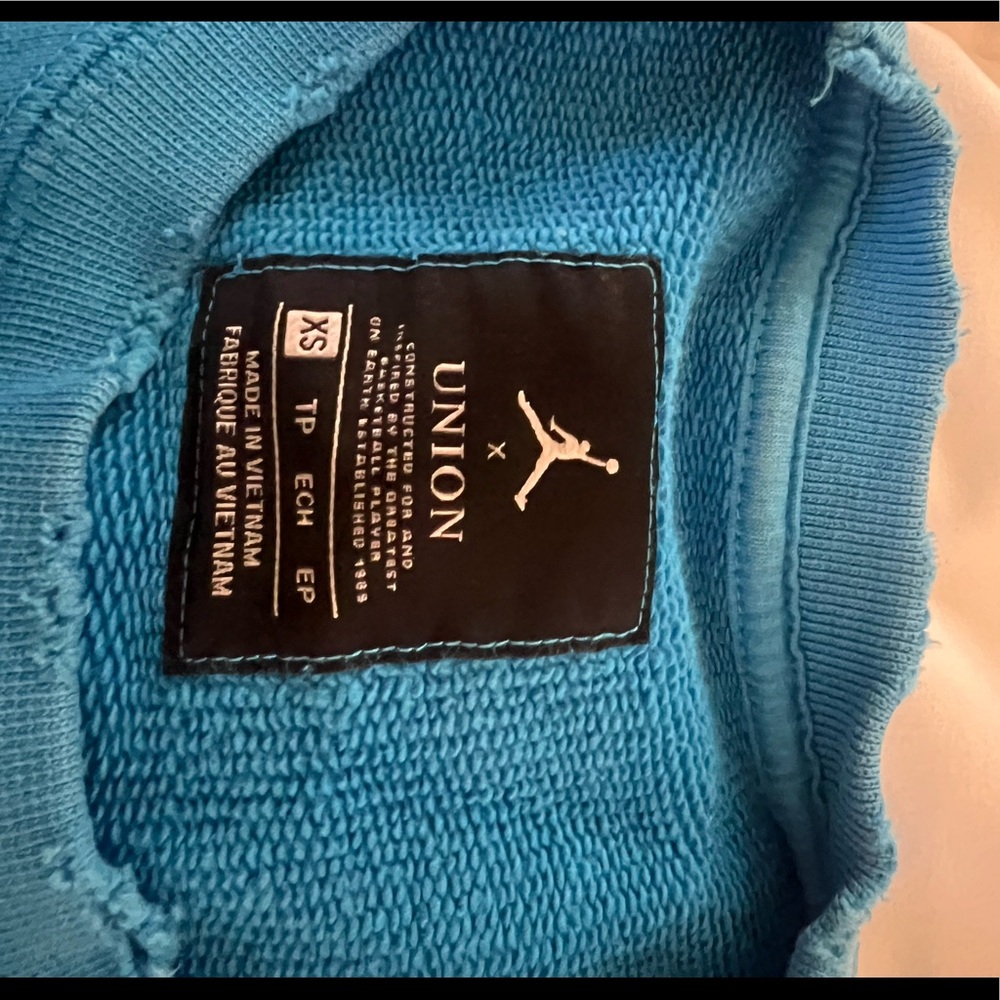 X
UNION
CONSTRUCTED FOR AND
INSPIRED BY THE GREATEST
BASKETBALL PLAYER
ON EARTH ESTABLISHED 1989
XS TP ECH EP
MADE IN VIETNAM
FABRIQUE AU VIETNAM